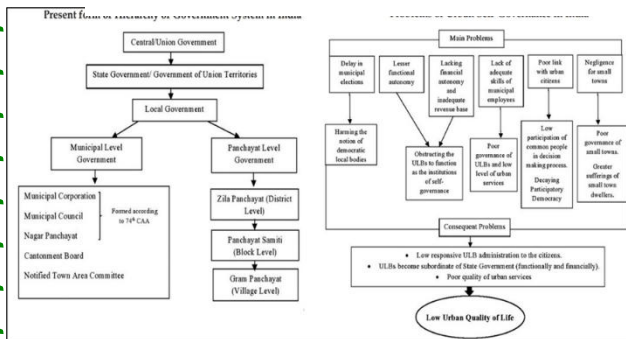 Present form of Hierarchy of Government System in India
Central/Union Government
State Government/ Government of Union Territories
Local Government
Municipal Level
Government
Panchayat Level
Government
Municipal Corporation
Municipal Council
Nagar Panchayat
Formed according
to 74th CAA
Cantonment Board
Notified Town Area Committee
Zila Panchayat (District
Level)
Panchayat Samiti
(Block Level)
Gram Panchayat
(Village Level)
Main Problems
Delay in
municipal
elections
Lesser
functional
autonomy
Lacking
financial
autonomy
and
inadequate
revenue base
Lack of
adequate
skills of
municipal
employees
Poor link
with urban
citizens
Negligence
for small
towns
Harming the
notion of
democratic
local bodies
Obstructing the
ULBs to function
as the institutions
of self-
governance
Poor
governance of
ULBs and low
level of urban
services
Low
participation of
common people
in decision
making process.
Decaying
Participatory
Democracy
Poor
governance of
small towns.
Greater
sufferings of
small town
dwellers.
Consequent Problems
• Low responsive ULB administration to the citizens.
• ULBs become subordinate of State Government (functionally and financially).
• Poor quality of urban services
Low Urban Quality of Life